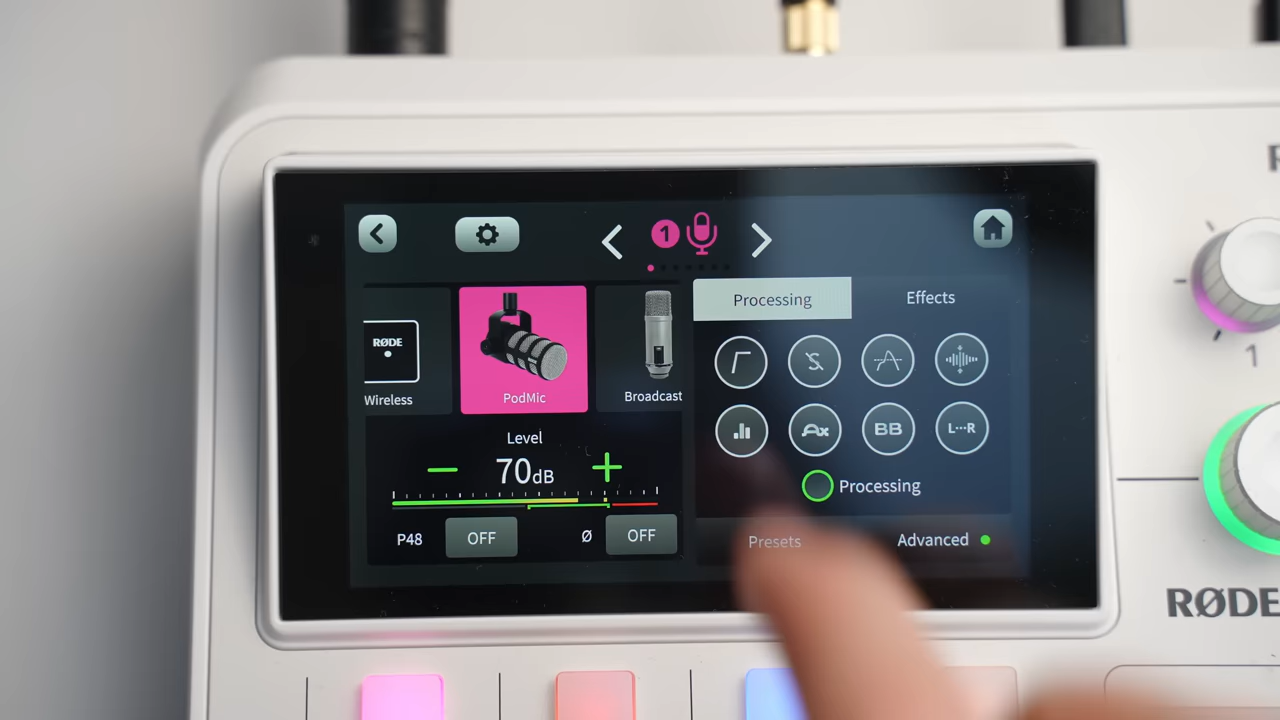 1
Processing
Effects
RØDE
Wireless
PodMic
Broadcast
Level
70dB
BB
L···R
Processing
P48
OFF
Ø
OFF
Presets
Advanced
1
RØDE